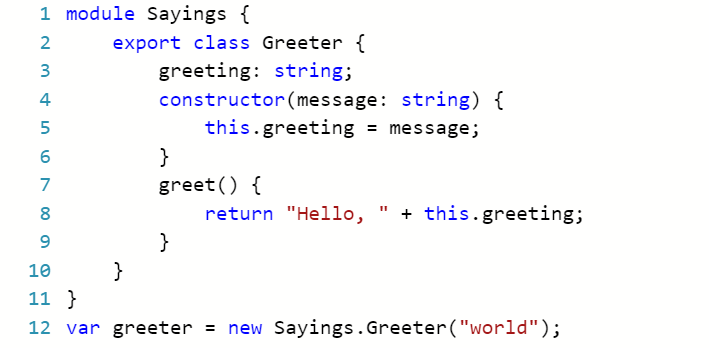 1 module Sayings {
2     export class Greeter {
3         greeting: string;
4         constructor(message: string) {
5             this.greeting = message;
6         }
7         greet() {
8             return "Hello, " + this.greeting;
9         }
10     }
11 }
12 var greeter = new Sayings.Greeter("world");